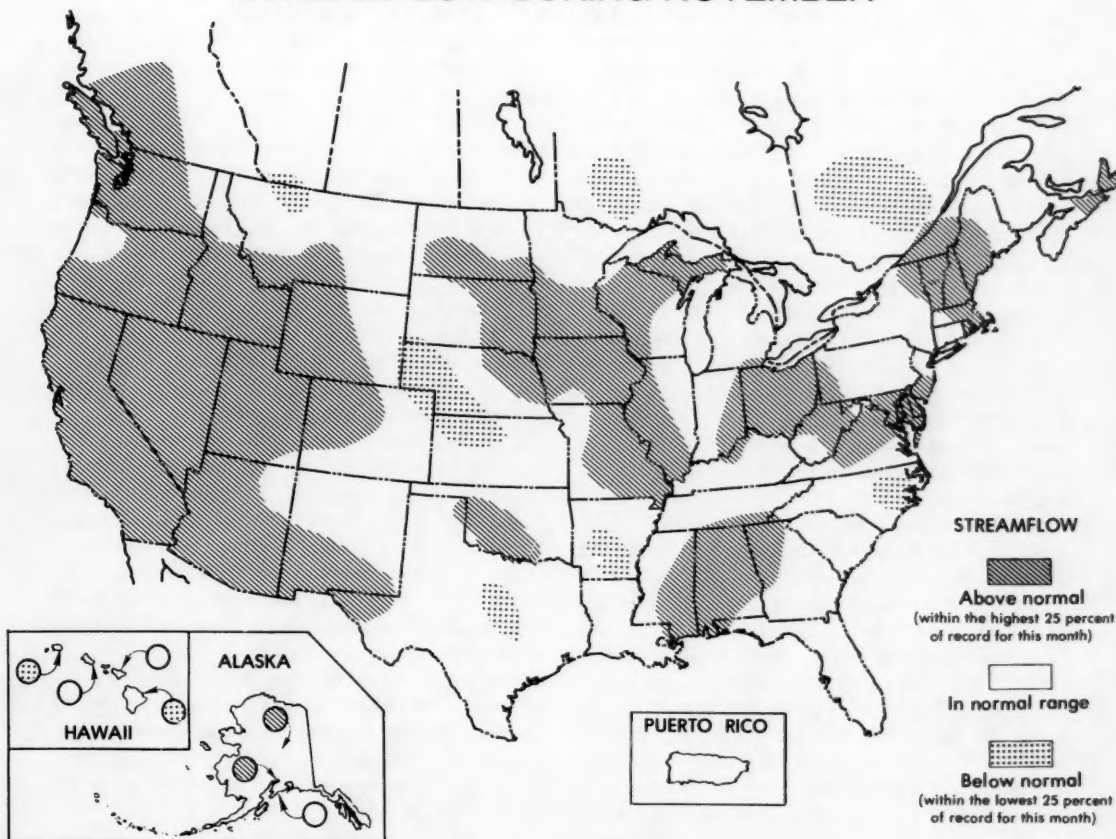 STREAMFLOW
Above normal
(within the highest 25 percent
of record for this month)
In normal range
Below normal
(within the lowest 25 percent
of record for this month)
HAWAII
ALASKA
PUERTO RICO